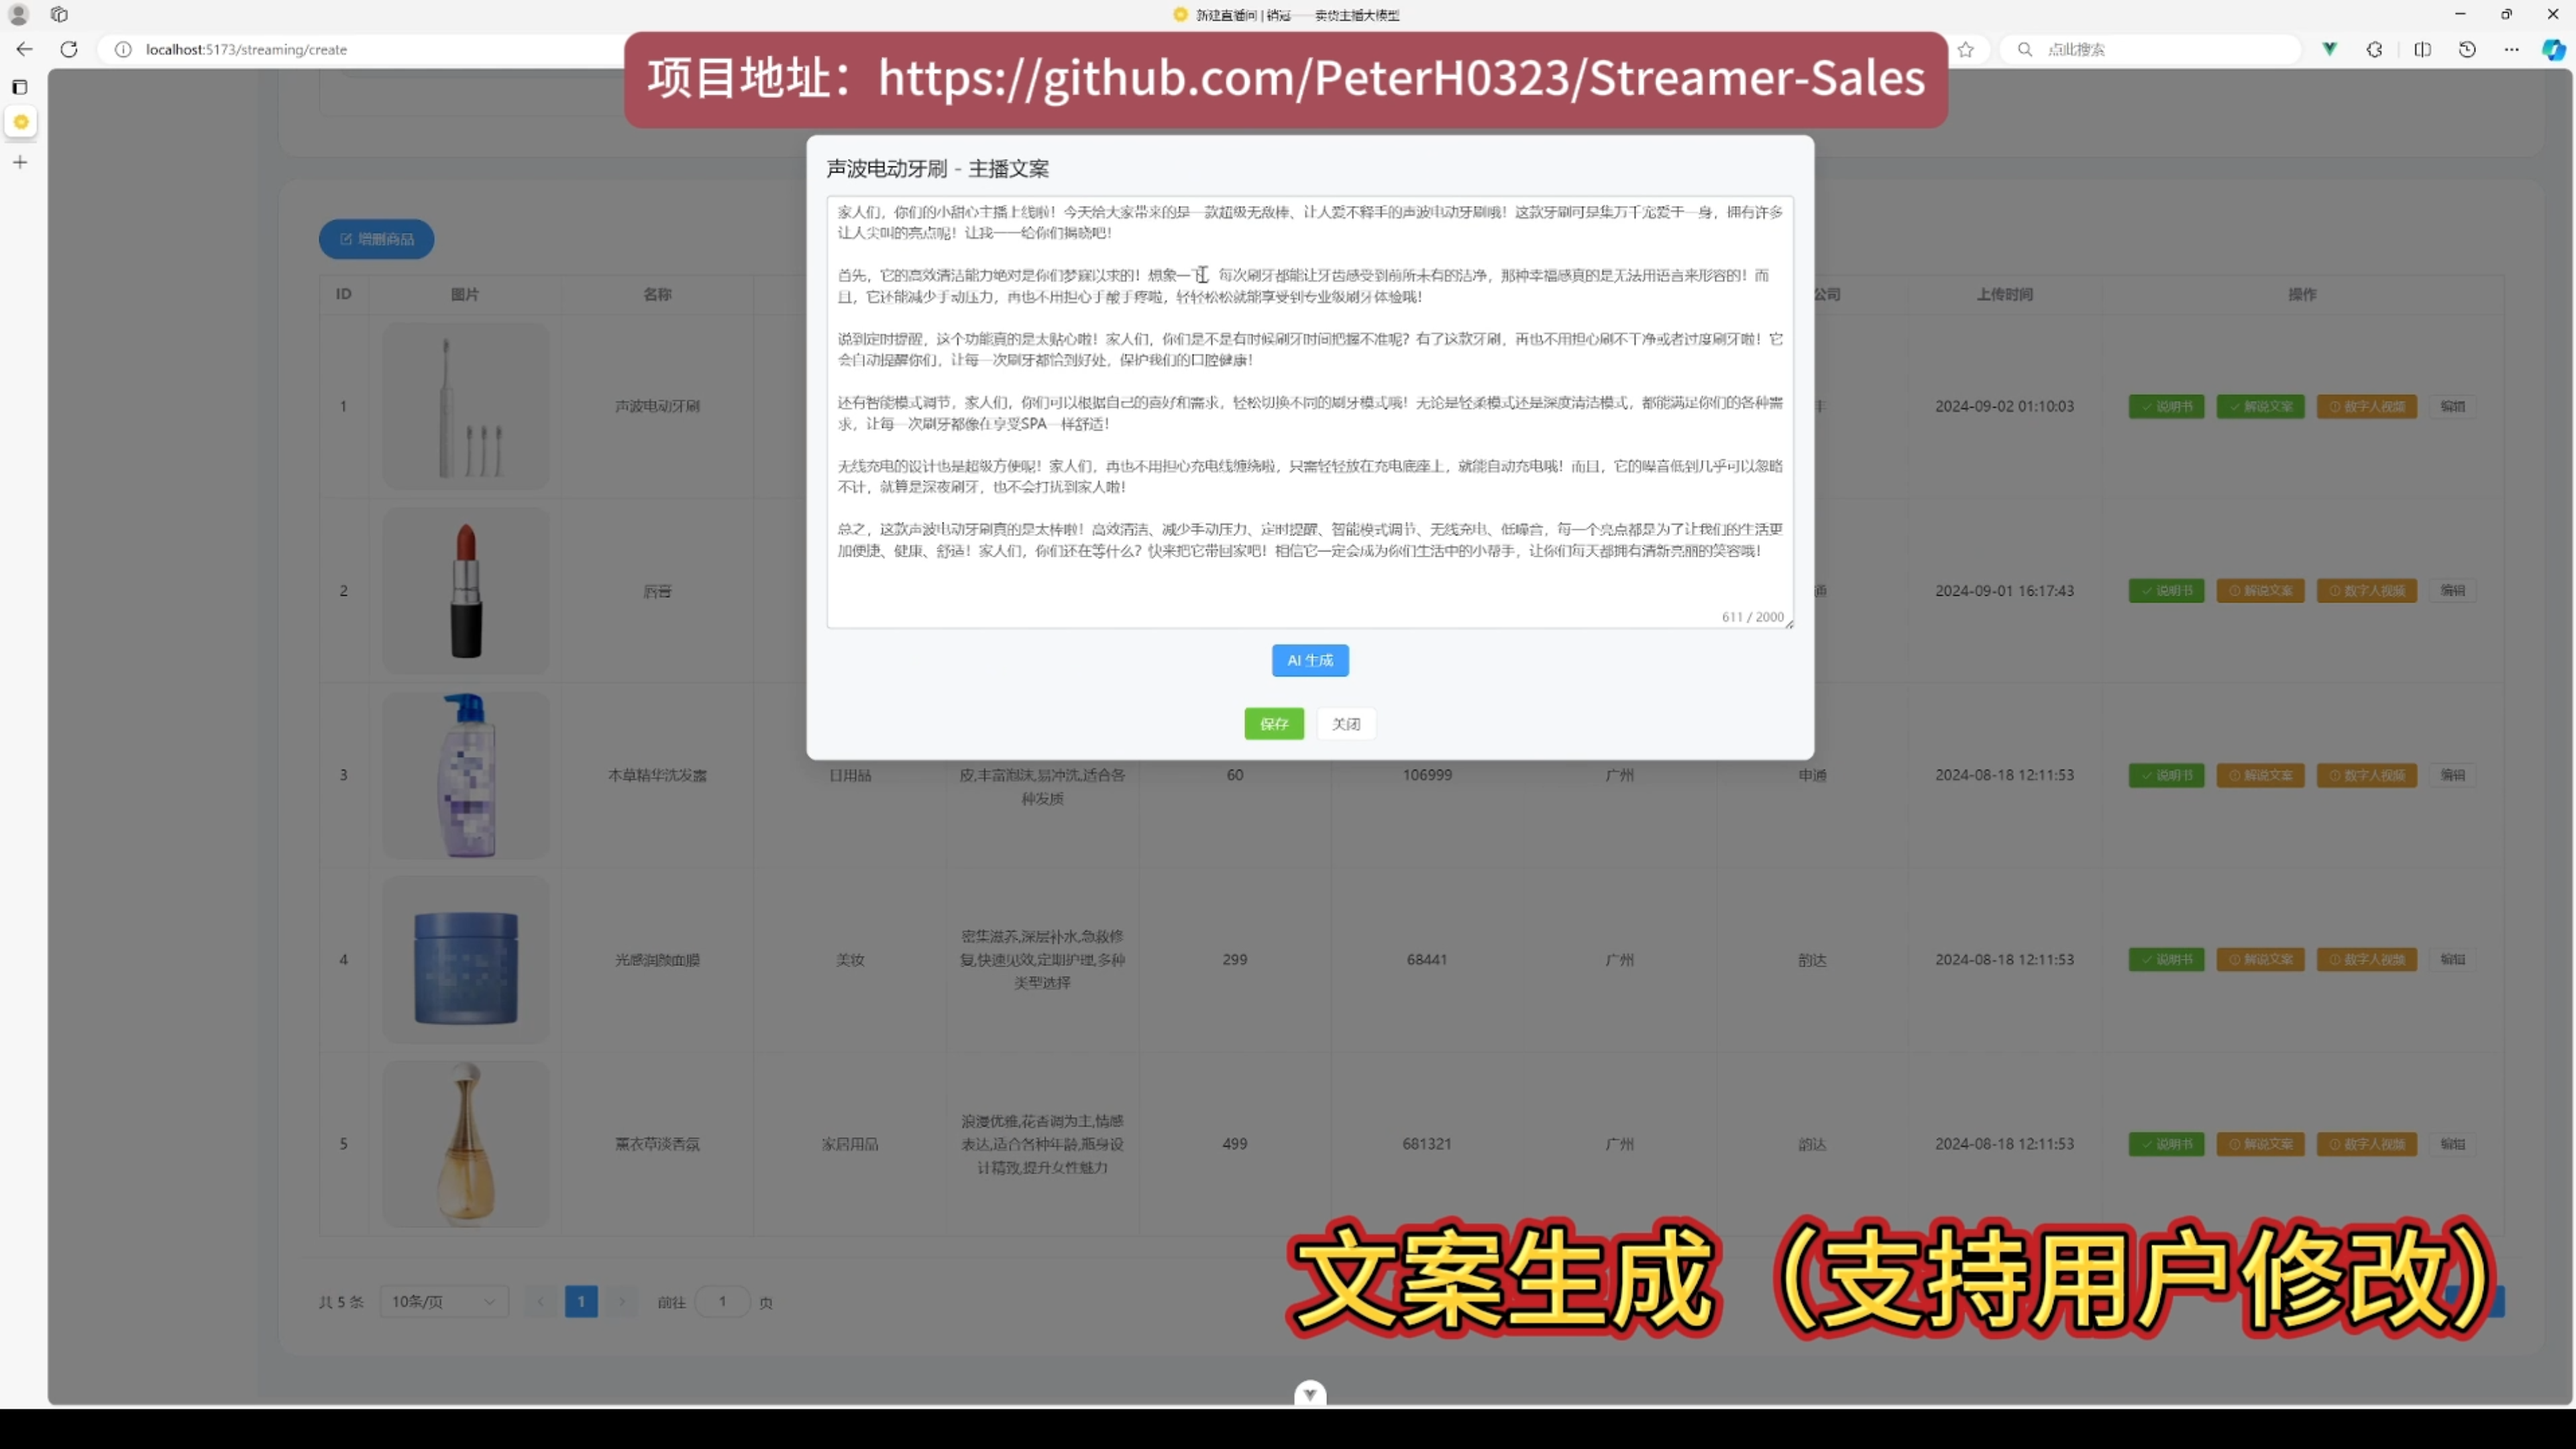 新建直播间 | 销冠——卖货主播大模型
localhost:5173/streaming/create
点此搜索
项目地址：https://github.com/PeterH0323/Streamer-Sales
声波电动牙刷 - 主播文案
家人们，你们的小甜心主播上线啦！今天给大家带来的是一款超级无敌棒、让人爱不释手的声波电动牙刷哦！这款牙刷可是集万千宠爱于一身，拥有许多
让人尖叫的亮点呢！让我一一给你们揭晓吧！
首先，它的高效清洁能力绝对是你们梦寐以求的！想象一下，每次刷牙都能让牙齿感受到前所未有的洁净，那种幸福感真的是无法用语言来形容的！而
且，它还能减少手动压力，再也不用担心手酸手疼啦，轻轻松松就能享受到专业级刷牙体验哦！
说到定时提醒，这个功能真的是太贴心啦！家人们，你们是不是有时候刷牙时间把握不准呢？有了这款牙刷，再也不用担心刷不干净或者过度刷牙啦！它
会自动提醒你们，让每一次刷牙都恰到好处，保护我们的口腔健康！
还有智能模式调节，家人们，你们可以根据自己的喜好和需求，轻松切换不同的刷牙模式哦！无论是轻柔模式还是深度清洁模式，都能满足你们的各种需
求，让每一次刷牙都像在享受SPA一样舒适！
无线充电的设计也是超级方便呢！家人们，再也不用担心充电线缠绕啦，只需轻轻放在充电底座上，就能自动充电哦！而且，它的噪音低到几乎可以忽略
不计，就算是深夜刷牙，也不会打扰到家人啦！
总之，这款声波电动牙刷真的是太棒啦！高效清洁、减少手动压力、定时提醒、智能模式调节、无线充电、低噪音，每一个亮点都是为了让我们的生活更
加便捷、健康、舒适！家人们，你们还在等什么？快来把它带回家吧！相信它一定会成为你们生活中的小帮手，让你们每天都拥有清新亮丽的笑容哦！
611 / 2000
AI 生成
保存 关闭
增删商品
ID 图片 名称 公司 上传时间 操作
1 声波电动牙刷 丰 2024-09-02 01:10:03 说明书 解说文案 数字人视频 编辑
2 唇膏 通 2024-09-01 16:17:43 说明书 解说文案 数字人视频 编辑
3 本草精华洗发露 日用品 皮,丰富泡沫,易冲洗,适合各 60 106999 广州 申通 2024-08-18 12:11:53 说明书 解说文案 数字人视频 编辑
种发质
密集滋养,深层补水,急救修
4 光感润颜面膜 美妆 复,快速见效,定期护理,多种 299 68441 广州 韵达 2024-08-18 12:11:53 说明书 解说文案 数字人视频 编辑
类型选择
浪漫优雅,花香调为主,情感
5 薰衣草淡香氛 家居用品 表达,适合各种年龄,瓶身设 499 681321 广州 韵达 2024-08-18 12:11:53 说明书 解说文案 数字人视频 编辑
计精致,提升女性魅力
文案生成（支持用户修改）
共 5 条 10条/页 1 前往 1 页